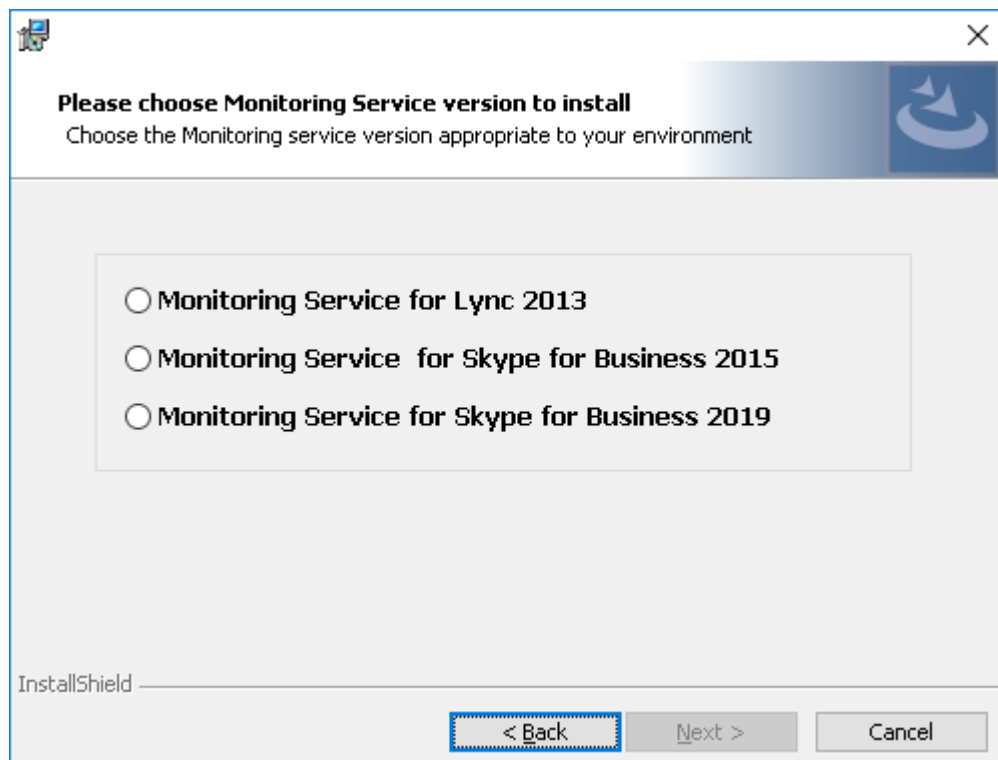 Please choose Monitoring Service version to install
Choose the Monitoring service version appropriate to your environment
Monitoring Service for Lync 2013
Monitoring Service  for Skype for Business 2015
Monitoring Service for Skype for Business 2019
InstallShield
< Back Next > Cancel